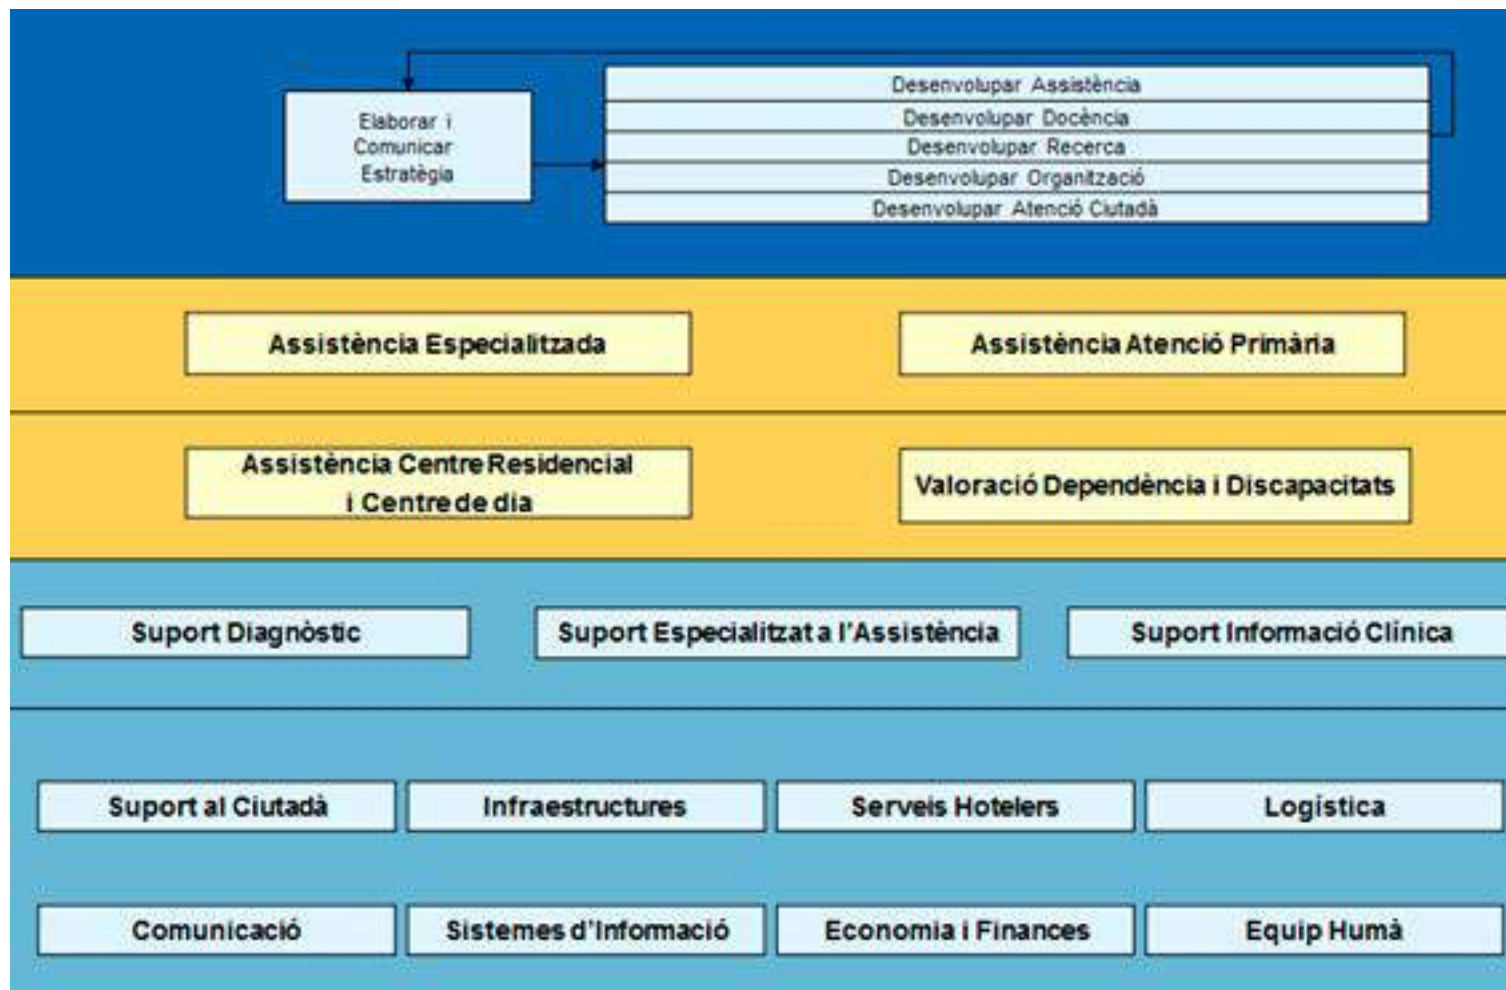 Elaborar i
Comunicar
Estratègia
Desenvolupar Assistència
Desenvolupar Docència
Desenvolupar Recerca
Desenvolupar Organització
Desenvolupar Atenció Ciutadà
Assistència Especialitzada
Assistència Atenció Primària
Assistència Centre Residencial
i Centre de dia
Valoració Dependència i Discapacitats
Suport Diagnòstic
Suport Especialitzat a l'Assistència
Suport Informació Clínica
Suport al Ciutadà
Infraestructures
Serveis Hotelers
Logística
Comunicació
Sistemes d'Informació
Economia i Finances
Equip Humà